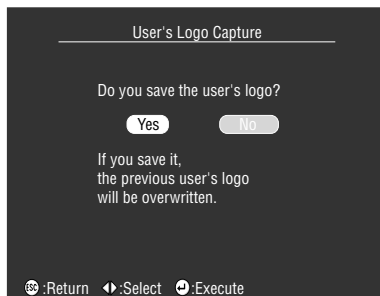 User's Logo Capture
Do you save the user's logo?
Yes No
If you save it,
the previous user's logo
will be overwritten.
ESC :Return :Select :Execute